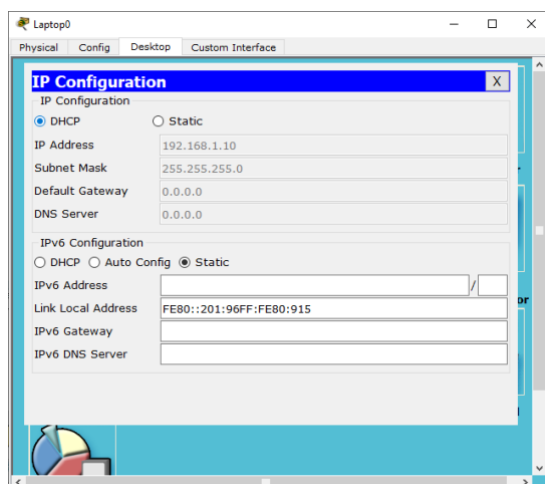 Laptop0
Physical Config Desktop Custom Interface
IP Configuration X
IP Configuration
DHCP Static
IP Address 192.168.1.10
Subnet Mask 255.255.255.0
Default Gateway 0.0.0.0
DNS Server 0.0.0.0
IPv6 Configuration
DHCP Auto Config Static
IPv6 Address /
Link Local Address FE80::201:96FF:FE80:915
IPv6 Gateway
IPv6 DNS Server
or